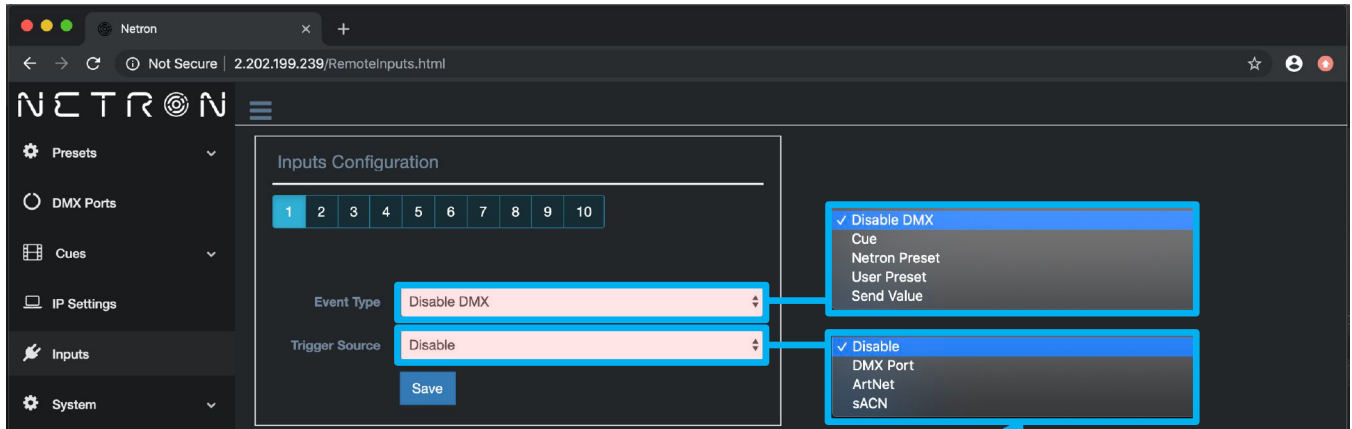 Netron
Not Secure | 2.202.199.239/RemoteInputs.html
NETRON
Presets
DMX Ports
Cues
IP Settings
Inputs
System
Inputs Configuration
1 2 3 4 5 6 7 8 9 10
Event Type Disable DMX
Trigger Source Disable
Save
✓ Disable DMX
Cue
Netron Preset
User Preset
Send Value
✓ Disable
DMX Port
ArtNet
sACN